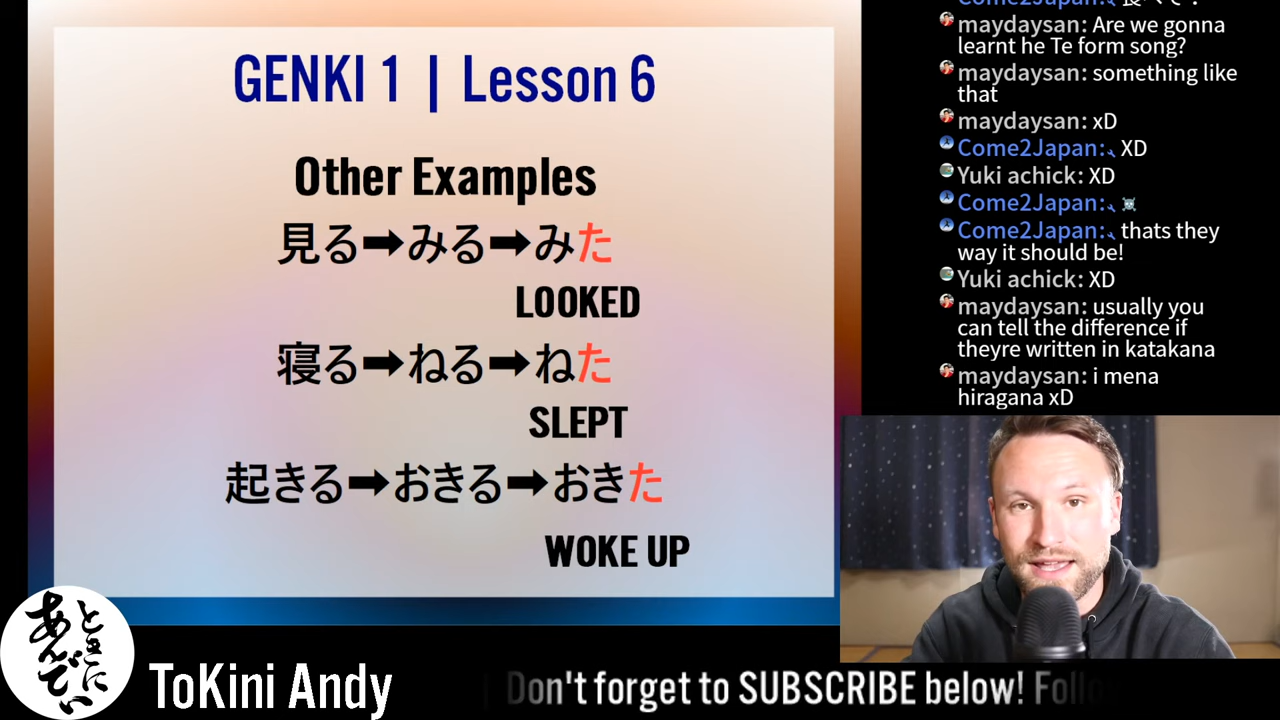 GENKI 1 | Lesson 6
Other Examples
見る➡みる➡みた
LOOKED
寝る➡ねる➡ねた
SLEPT
起きる➡おきる➡おきた
WOKE UP
maydaysan: Are we gonna
learnt he Te form song?
maydaysan: something like
that
maydaysan: xD
Come2Japan:、XD
Yuki achick: XD
Come2Japan:、☠
Come2Japan:、thats they
way it should be!
Yuki achick: XD
maydaysan: usually you
can tell the difference if
theyre written in katakana
maydaysan: i mena
hiragana xD
ときに
あんでぃ
ToKini Andy
Don't forget to SUBSCRIBE below! Follo